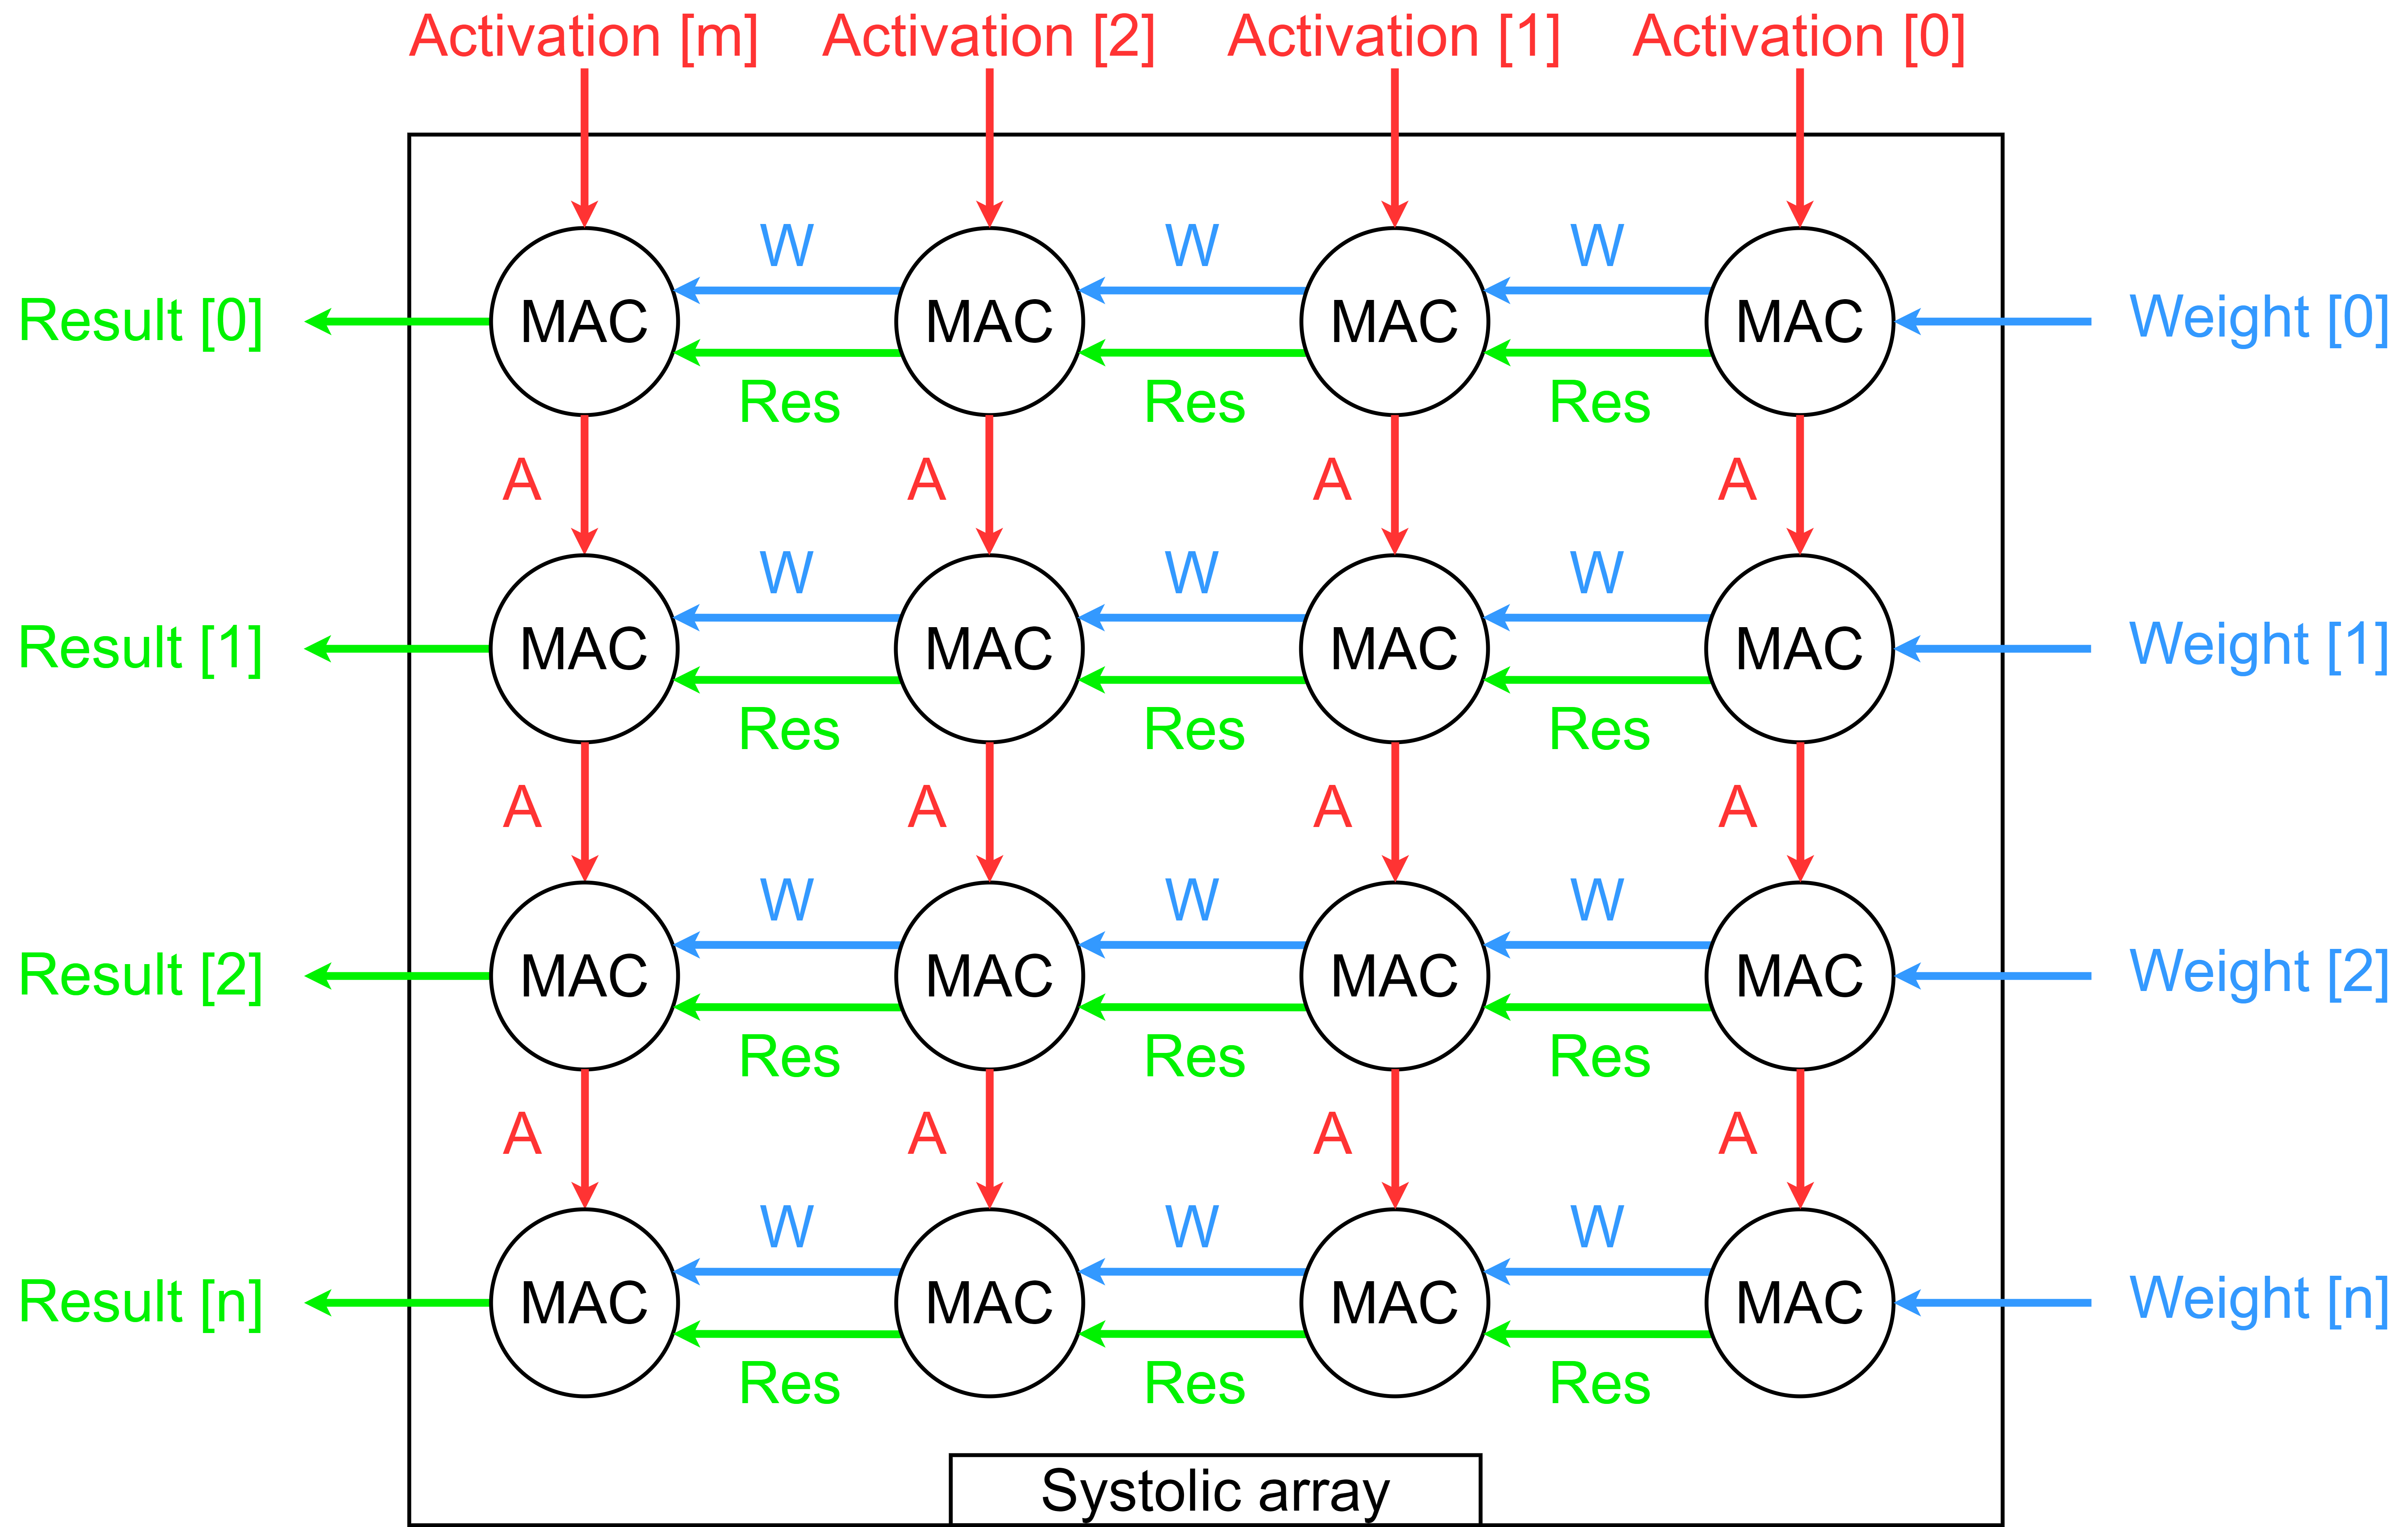 Activation [m] Activation [2] Activation [1] Activation [0]
W W W
Result [0] MAC MAC MAC MAC Weight [0]
Res Res Res
A A A A
W W W
Result [1] MAC MAC MAC MAC Weight [1]
Res Res Res
A A A A
W W W
Result [2] MAC MAC MAC MAC Weight [2]
Res Res Res
A A A A
W W W
Result [n] MAC MAC MAC MAC Weight [n]
Res Res Res
Systolic array